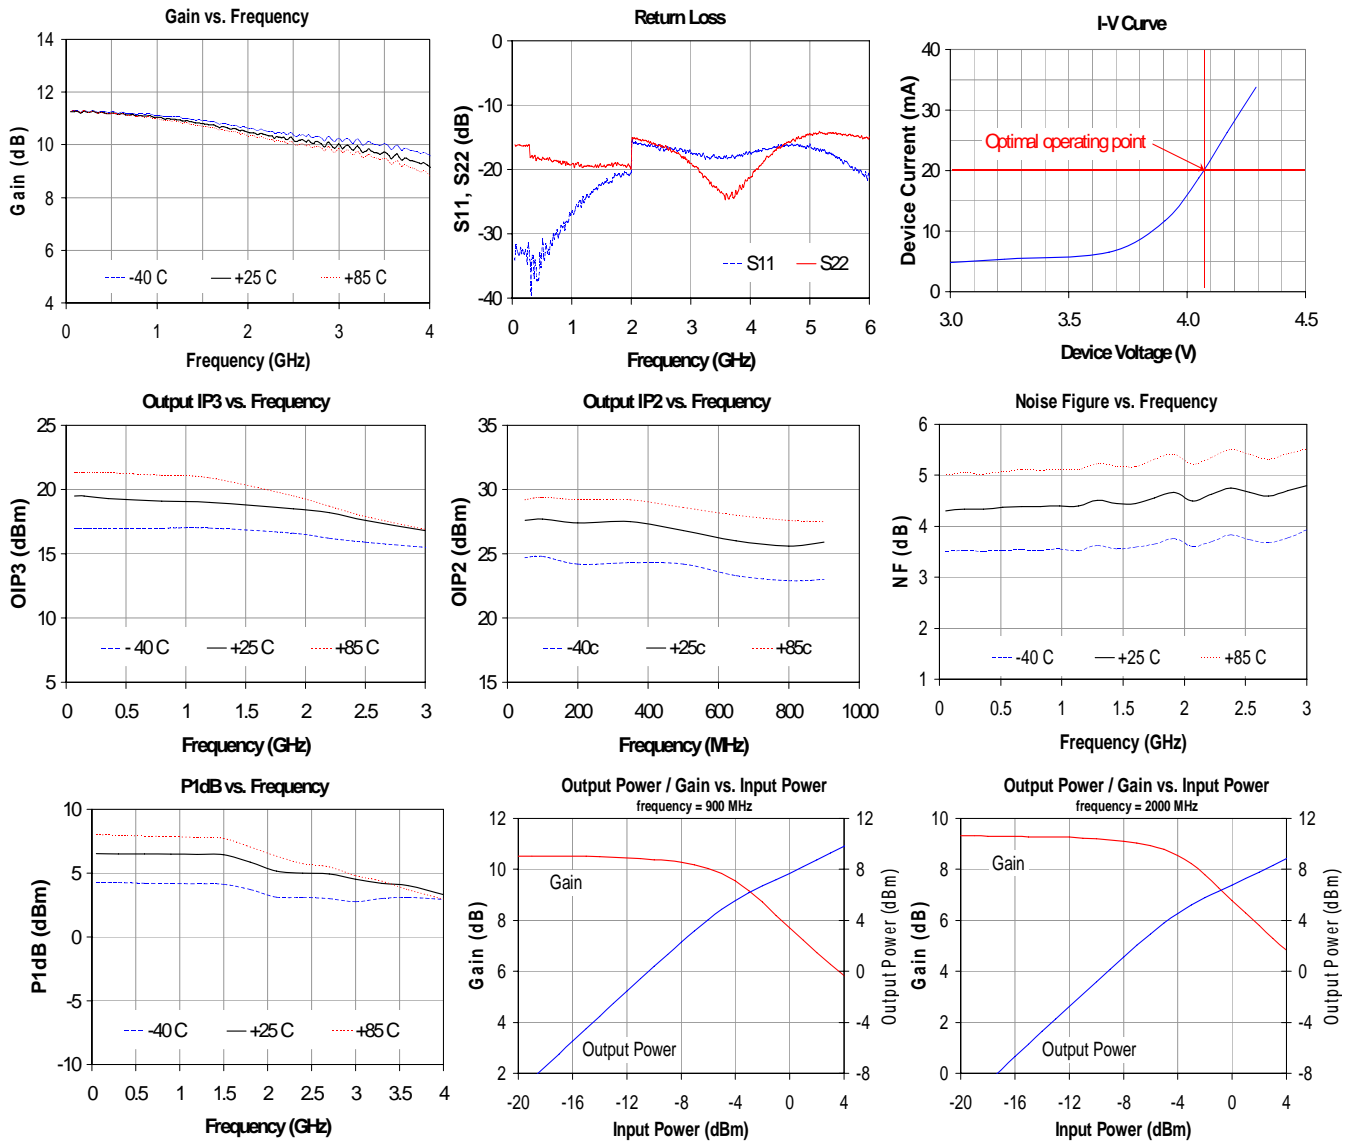 Gain vs. Frequency
14
12
10
8
6
4
Gain (dB)
-40 C
+25 C
+85 C
0
1
2
3
4
Frequency (GHz)
Return Loss
0
-10
-20
-30
-40
S11, S22 (dB)
S11
S22
0
1
2
3
4
5
6
Frequency (GHz)
I-V Curve
40
30
20
10
0
Device Current (mA)
Optimal operating point
3.0
3.5
4.0
4.5
Device Voltage (V)
Output IP3 vs. Frequency
25
20
15
10
5
OIP3 (dBm)
- 40 C
+25 C
+85 C
0
0.5
1
1.5
2
2.5
3
Frequency (GHz)
Output IP2 vs. Frequency
35
30
25
20
15
OIP2 (dBm)
-40c
+25c
+85c
0
200
400
600
800
1000
Frequency (MHz)
Noise Figure vs. Frequency
6
5
4
3
2
1
NF (dB)
-40 C
+25 C
+85 C
0
0.5
1
1.5
2
2.5
3
Frequency (GHz)
P1dB vs. Frequency
10
5
0
-5
-10
P1dB (dBm)
-40 C
+25 C
+85 C
0
0.5
1
1.5
2
2.5
3
3.5
4
Frequency (GHz)
Output Power / Gain vs. Input Power
frequency = 900 MHz
12
10
8
6
4
2
Gain (dB)
Gain
Output Power
12
8
4
0
-4
-8
Output Power (dBm)
-20
-16
-12
-8
-4
0
4
Input Power (dBm)
Output Power / Gain vs. Input Power
frequency = 2000 MHz
10
8
6
4
2
0
Gain (dB)
Gain
Output Power
12
8
4
0
-4
-8
Output Power (dBm)
-20
-16
-12
-8
-4
0
4
Input Power (dBm)